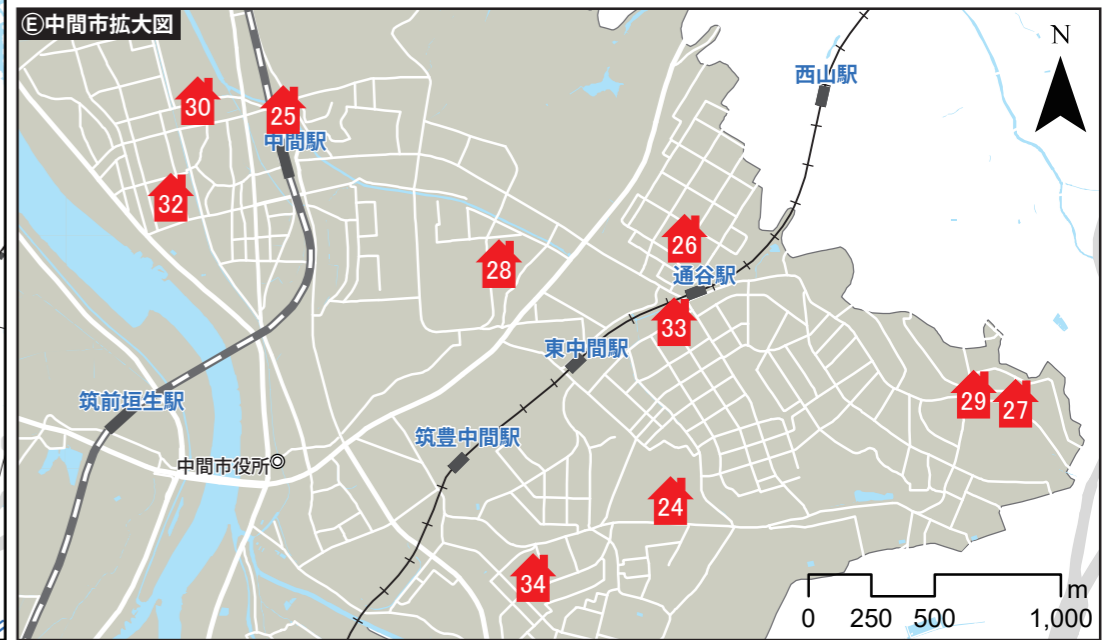 Ⓔ中間市拡大図
N
西山駅
30
25
中間駅
32
26
28
通谷駅
33
東中間駅
29
27
筑前垣生駅
筑豊中間駅
中間市役所◎
24
34
m
0 250 500 1,000